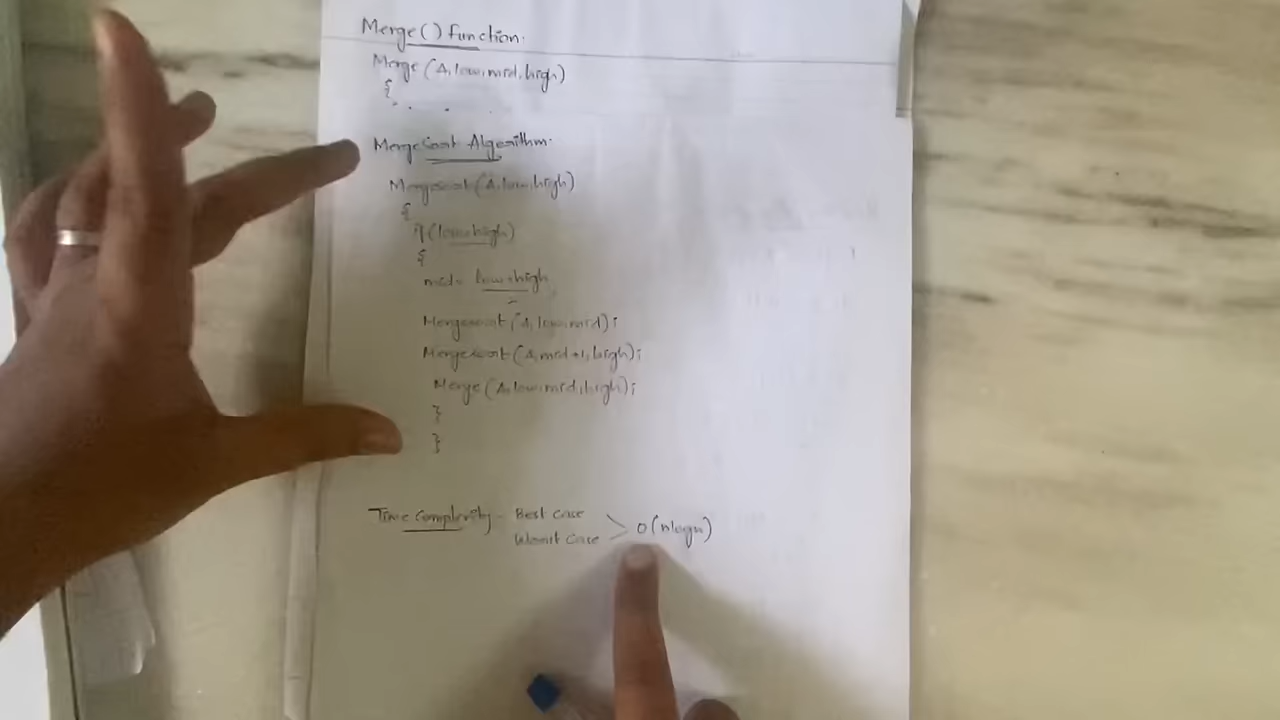 Merge() function.
Merge(A,low,mid,high)
{
. . . .
MergeSort Algorithm.
Mergesort(A,low,high)
{
if(low<high)
{
mid= low+high
2
Mergesort(A,low,mid);
Mergesort(A,mid+1,high);
Merge(A,low,mid,high);
}
}
Time Complexity - Best Case
Worst Case > O(nlogn)